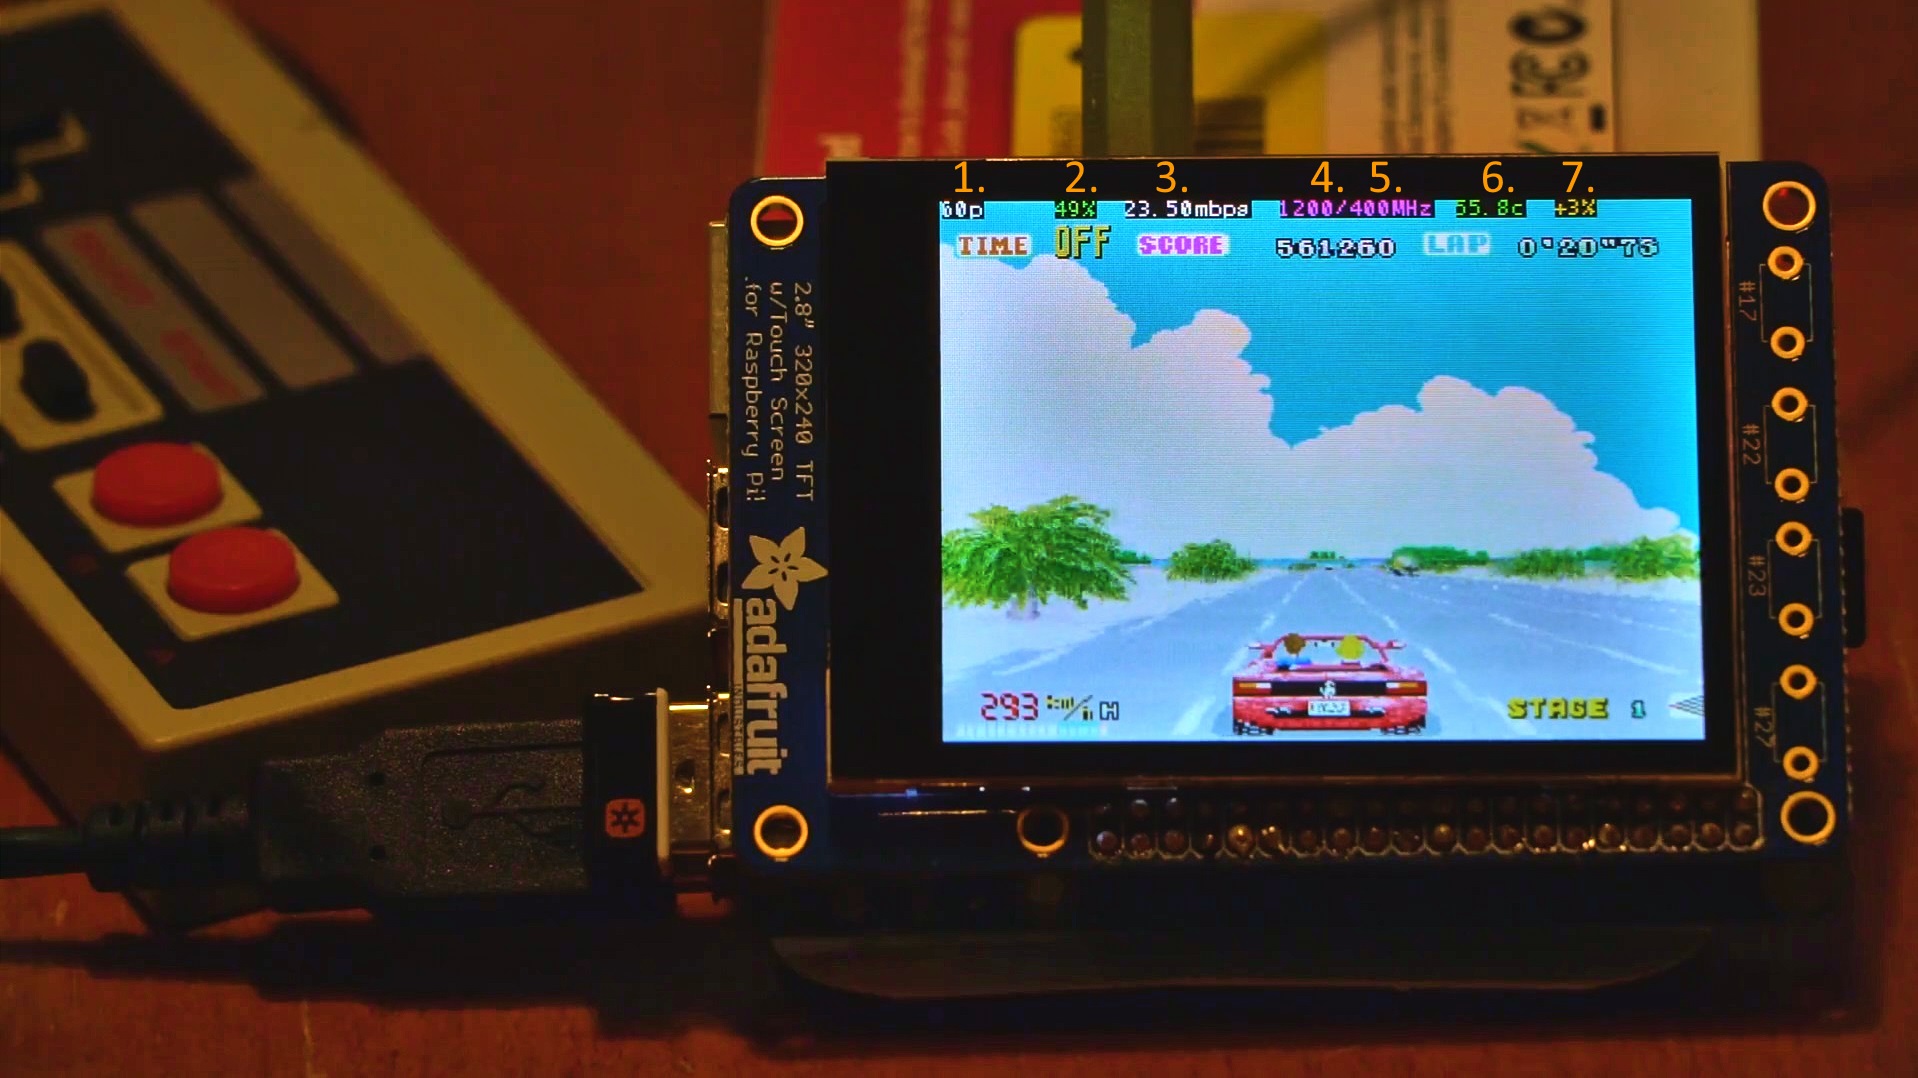 1. 2. 3. 4. 5. 6. 7.
60p 49% 23.50mbps 1200/400MHz 55.8c +3%
TIME OFF SCORE 561260 LAP 0'20"75
293 km/H
STAGE 1
2.8" 320x240 TFT
w/Touch Screen
for Raspberry Pi!
adafruit
#17
#22
#23
#27